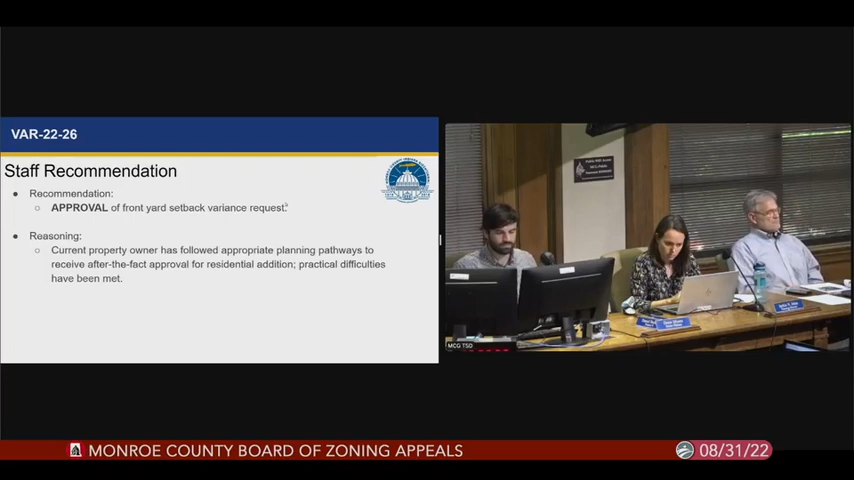 VAR-22-26
Staff Recommendation
● Recommendation:
○ APPROVAL of front yard setback variance request.
● Reasoning:
○ Current property owner has followed appropriate planning pathways to
receive after-the-fact approval for residential addition; practical difficulties
have been met.
MCG TSD
MONROE COUNTY BOARD OF ZONING APPEALS
08/31/22